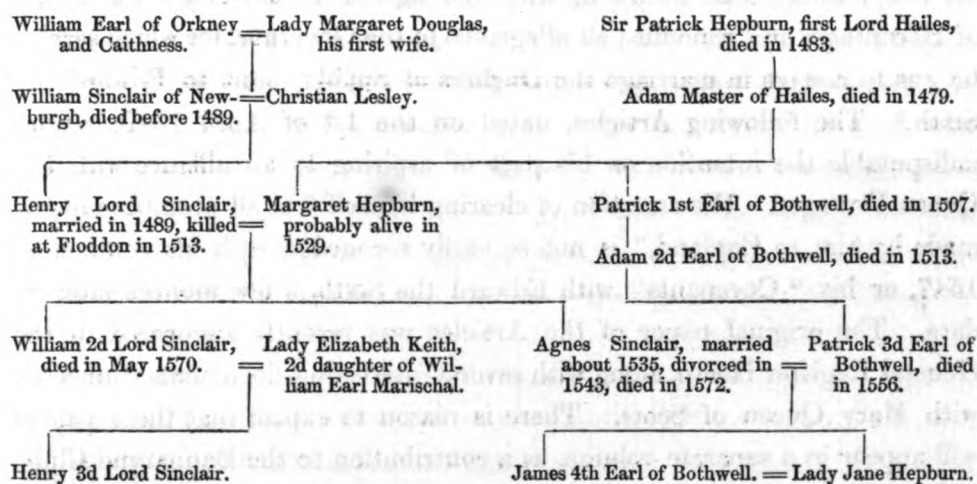 William Earl of Orkney = Lady Margaret Douglas,
and Caithness. his first wife.
Sir Patrick Hepburn, first Lord Hailes,
died in 1483.
William Sinclair of New- = Christian Lesley.
burgh, died before 1489.
Adam Master of Hailes, died in 1479.
Henry Lord Sinclair,
married in 1489, killed =
at Floddon in 1513.
Margaret Hepburn,
probably alive in
1529.
Patrick 1st Earl of Bothwell, died in 1507.
Adam 2d Earl of Bothwell, died in 1513.
William 2d Lord Sinclair,
died in May 1570. =
Lady Elizabeth Keith,
2d daughter of Wil-
liam Earl Marischal.
Agnes Sinclair, married
about 1535, divorced in =
1543, died in 1572.
Patrick 3d Earl of
Bothwell, died
in 1556.
Henry 3d Lord Sinclair.
James 4th Earl of Bothwell. = Lady Jane Hepburn.